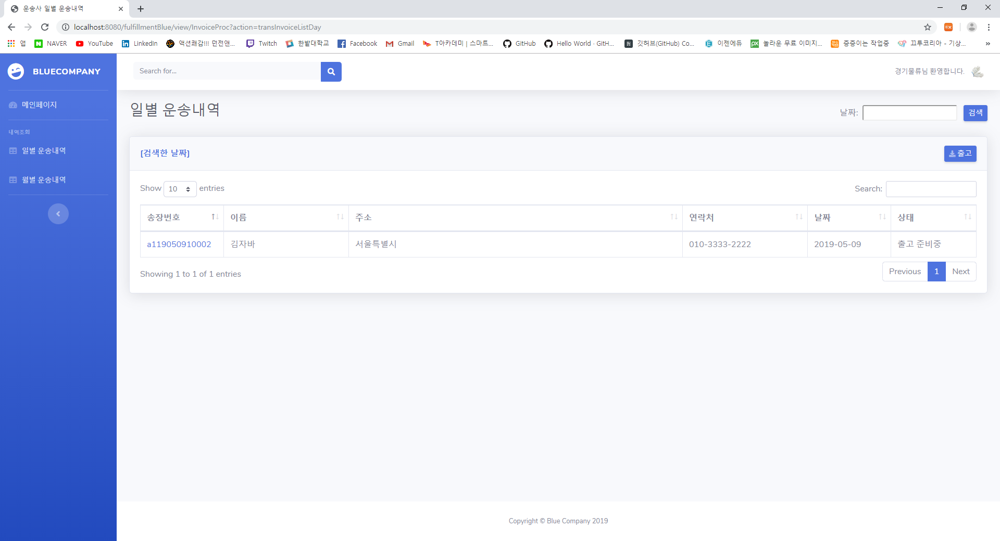 운송사 일별 운송내역
localhost:8080/fulfillmentBlue/view/InvoiceProc?action=transInvoiceListDay
앱 NAVER YouTube LinkedIn 액션쾌감!!! 던전앤... Twitch 한밭대학교 Facebook Gmail T아카데미 | 스마트... GitHub Hello World · GitH... 깃허브(GitHub) Co... 이젠에듀 놀라운 무료 이미지... 증증이는 작업중 끄투코리아 - 기상... »
BLUECOMPANY
Search for...
경기물류님 환영합니다.
메인페이지
내역조회
일별 운송내역
월별 운송내역
일별 운송내역
날짜: 검색
[검색한 날짜]
출고
Show 10 entries
Search:
송장번호 이름 주소 연락처 날짜 상태
a119050910002 김자바 서울특별시 010-3333-2222 2019-05-09 출고 준비중
Showing 1 to 1 of 1 entries
Previous 1 Next
Copyright © Blue Company 2019